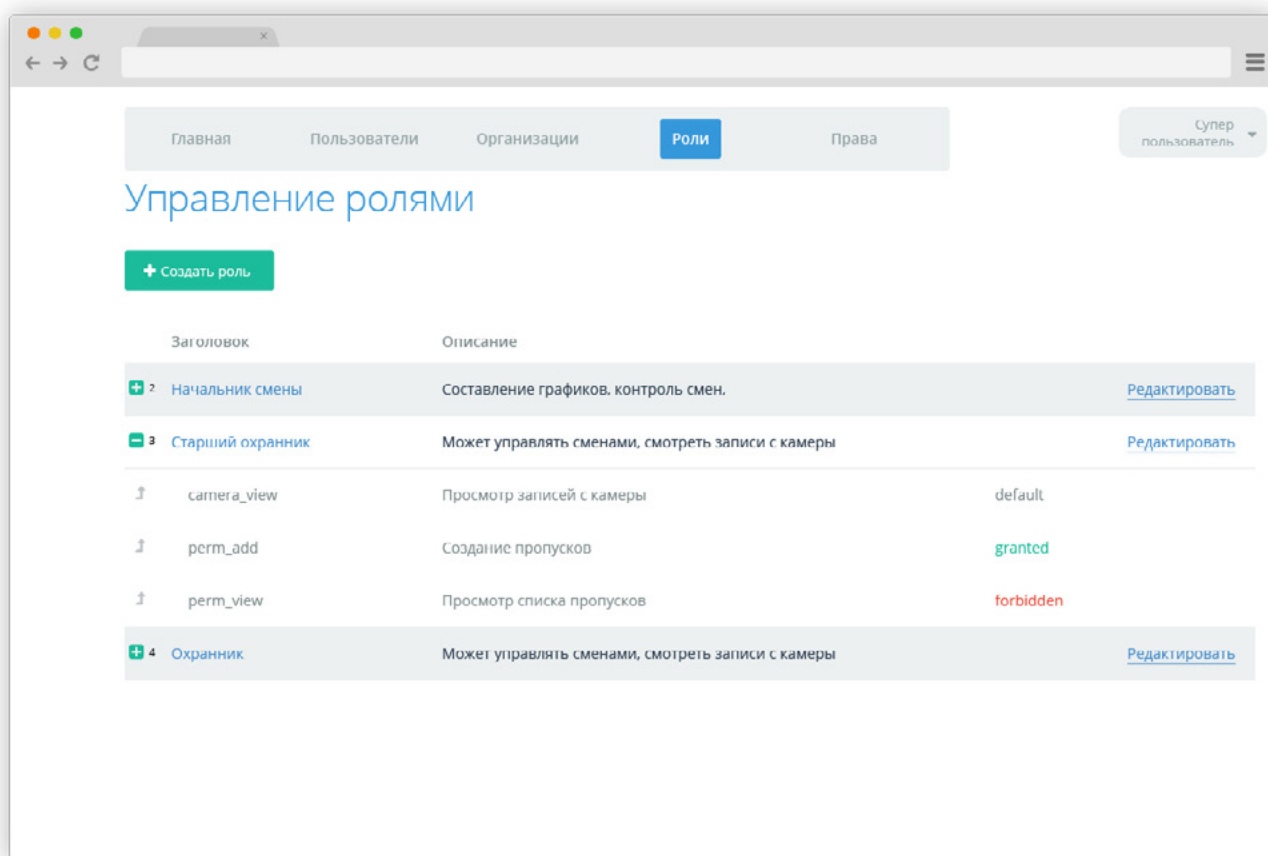 Главная Пользователи Организации Роли Права Супер
пользователь
Управление ролями
Создать роль
Заголовок Описание
2 Начальник смены Составление графиков, контроль смен. Редактировать
3 Старший охранник Может управлять сменами, смотреть записи с камеры Редактировать
camera_view Просмотр записей с камеры default
perm_add Создание пропусков granted
perm_view Просмотр списка пропусков forbidden
4 Охранник Может управлять сменами, смотреть записи с камеры Редактировать